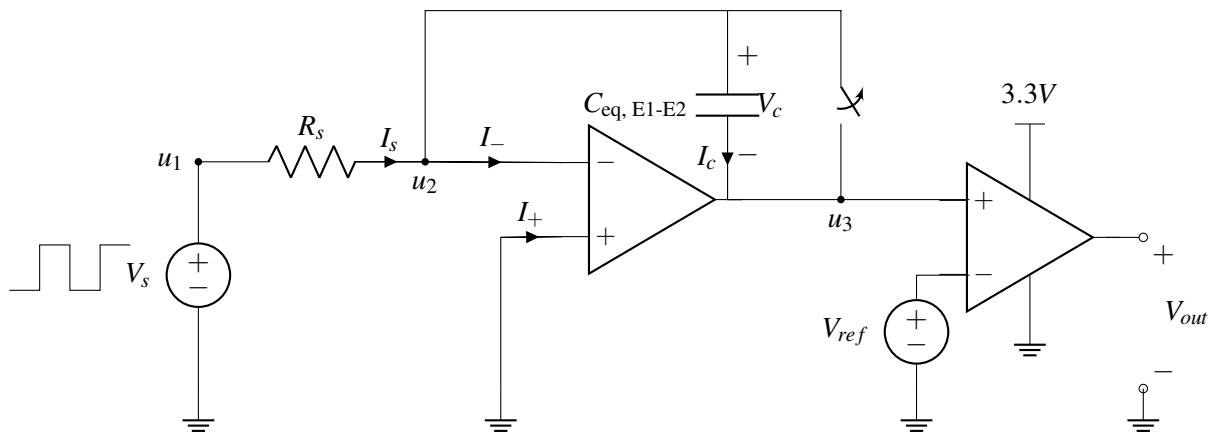 +
C_eq, E1-E2
V_c
3.3V
R_s
I_s
I_−
I_c
−
u_1
u_2
−
I_+
+
u_3
+
V_s
+
−
−
+
V_ref
+
−
V_out
−